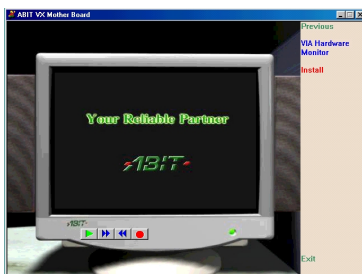 ABIT VX Mother Board
Previous
VIA Hardware
Monitor
Install
Your Reliable Partner
ABIT
ABIT
Exit